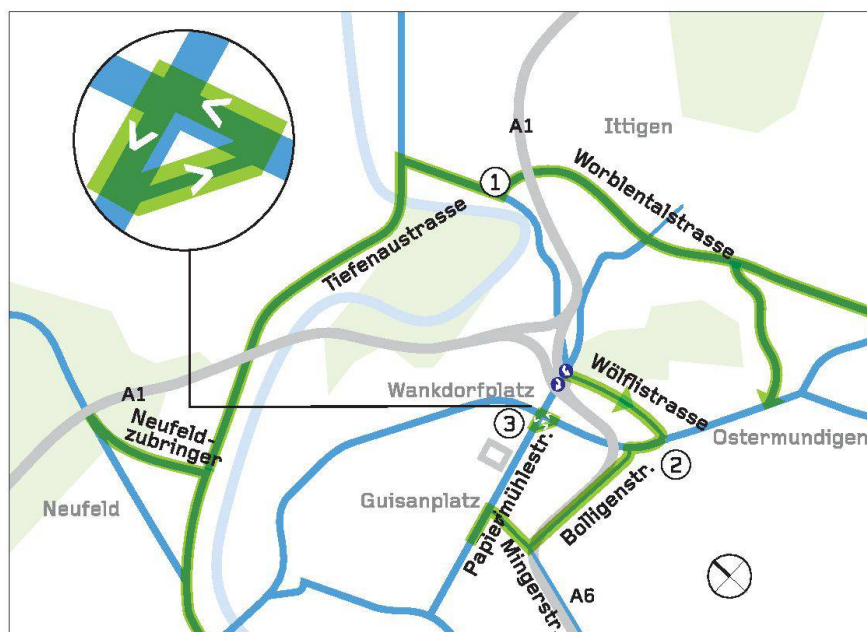 A1
Ittigen
1
Worblentalstrasse
Tiefenaustrasse
A1
Wankdorfplatz
Wölflistrasse
Neufeld-
zubringer
3
Ostermundigen
2
Neufeld
Guisanplatz
Papiermühlestr.
Bolligenstr.
Mingerstr.
A6